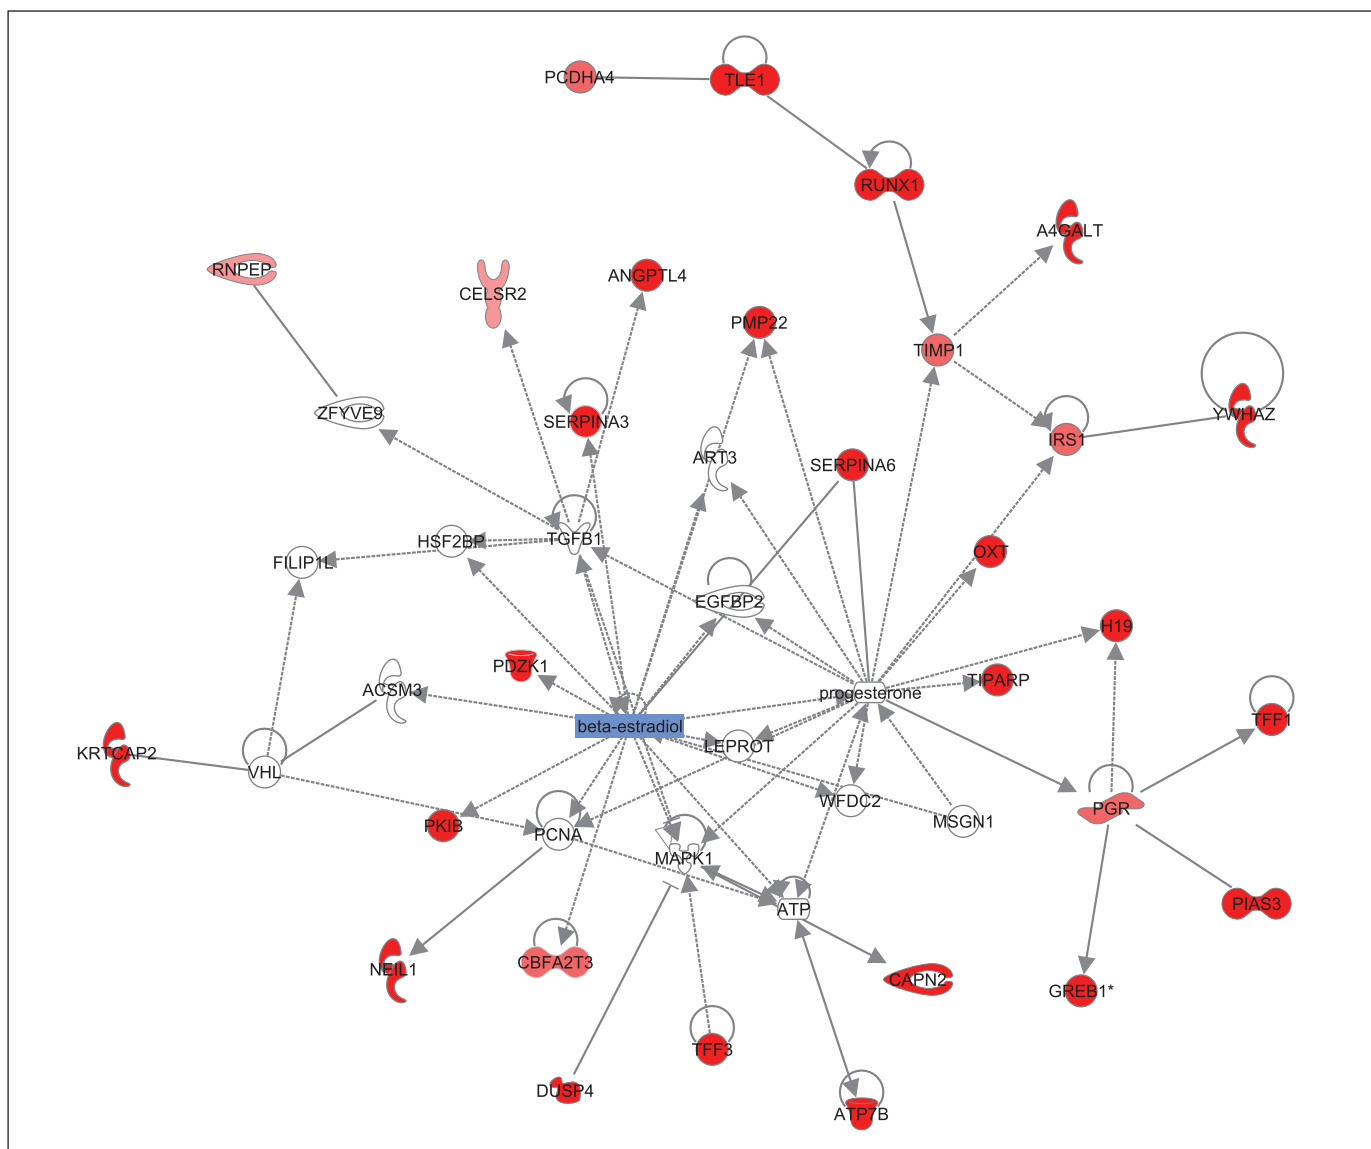 PCDHA4
TLE1
RUNX1
A4GALT
RNPEP
CELSR2
ANGPTL4
PMP22
TIMP1
ZFYVE9
SERPINA3
YWHAZ
IRS1
ART3
SERPINA6
HSF2BP
TGFB1
FILIP1L
OXT
EGFBP2
H19
PDZK1
TIPARP
ACSM3
progesterone
beta-estradiol
TFF1
LEPROT
KRTCAP2
VHL
WFDC2
PGR
MSGN1
PKIB
PCNA
MAPK1
PIAS3
ATP
CBFA2T3
NEIL1
CAPN2
GREB1*
TFF3
DUSP4
ATP7B